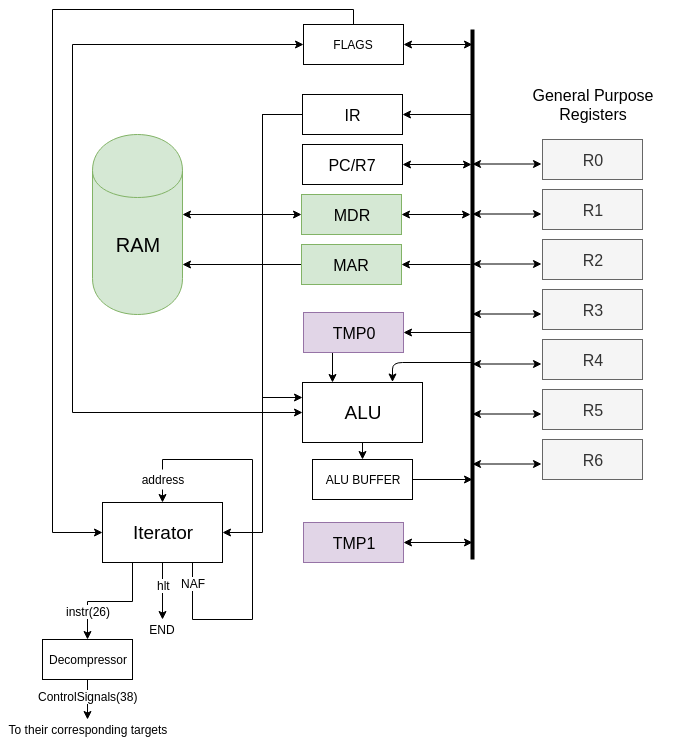 FLAGS
General Purpose
Registers
IR
PC/R7
R0
MDR
R1
RAM
MAR
R2
R3
TMP0
R4
ALU
R5
R6
address
ALU BUFFER
Iterator
TMP1
hlt
NAF
instr(26)
END
Decompressor
ControlSignals(38)
To their corresponding targets